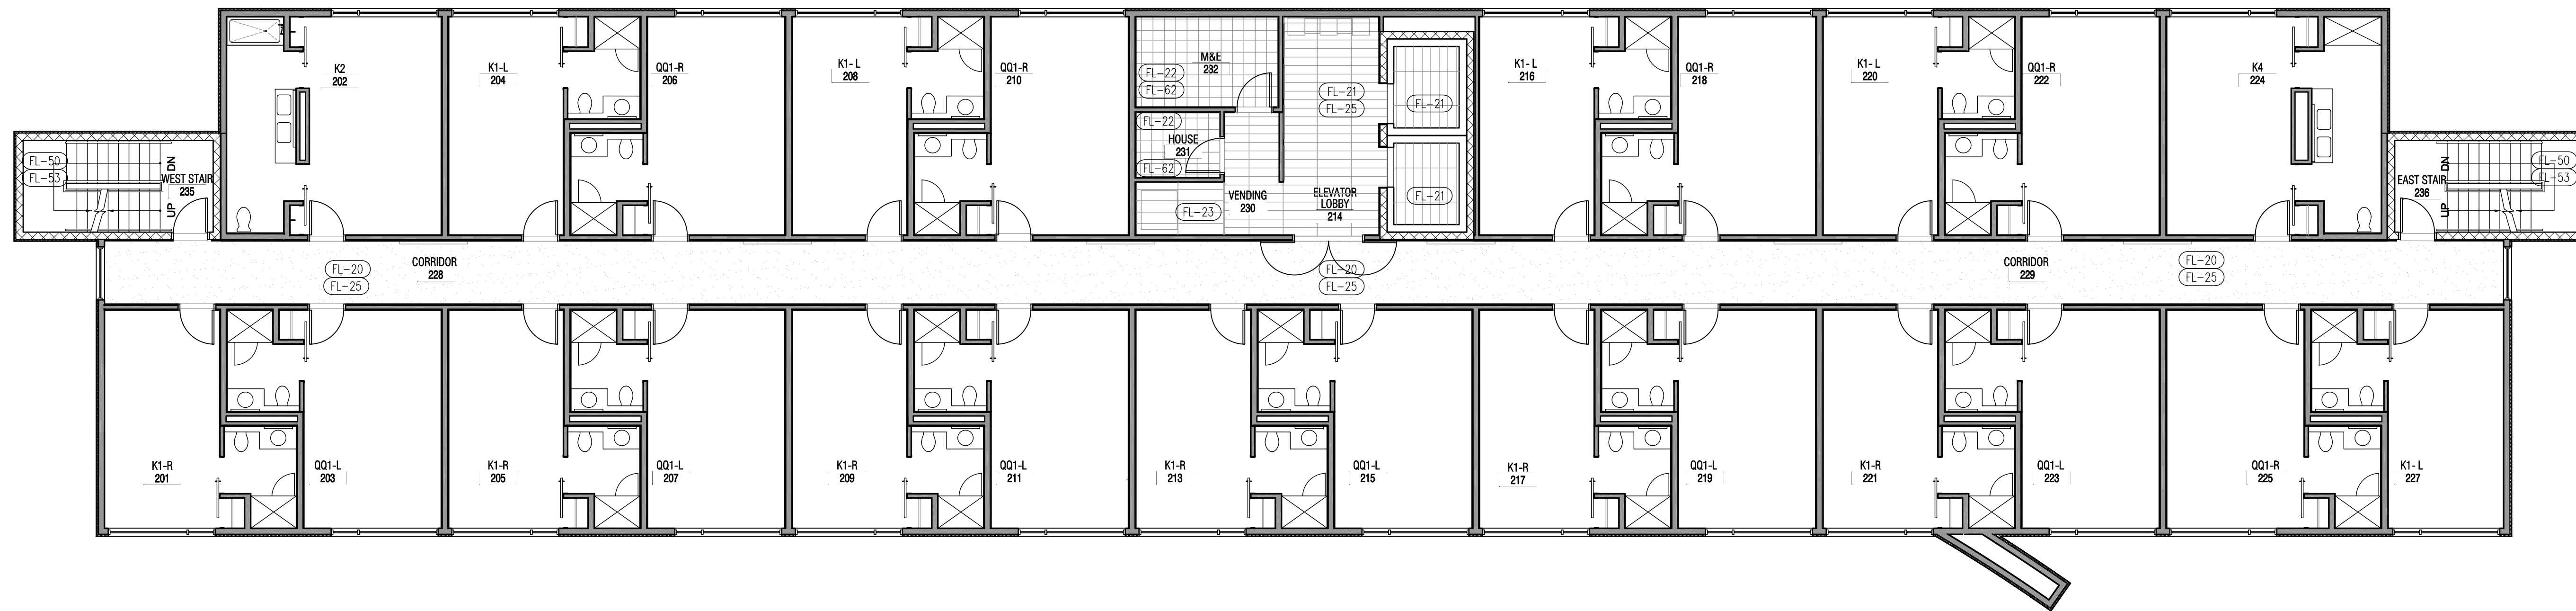 K2
202
K1-L
204
QQ1-R
206
K1- L
208
QQ1-R
210
M&E
232
FL-22
FL-62
FL-22
HOUSE
231
FL-62
FL-23
VENDING
230
FL-21
FL-25
ELEVATOR
LOBBY
214
FL-21
FL-21
K1- L
216
QQ1-R
218
K1- L
220
QQ1-R
222
K4
224
FL-50
FL-53
DN
UP
WEST STAIR
235
EAST STAIR
236
DN
UP
FL-50
FL-53
CORRIDOR
228
FL-20
FL-25
FL-20
FL-25
CORRIDOR
229
FL-20
FL-25
K1-R
201
QQ1-L
203
K1-R
205
QQ1-L
207
K1-R
209
QQ1-L
211
K1-R
213
QQ1-L
215
K1-R
217
QQ1-L
219
K1-R
221
QQ1-L
223
QQ1-R
225
K1- L
227